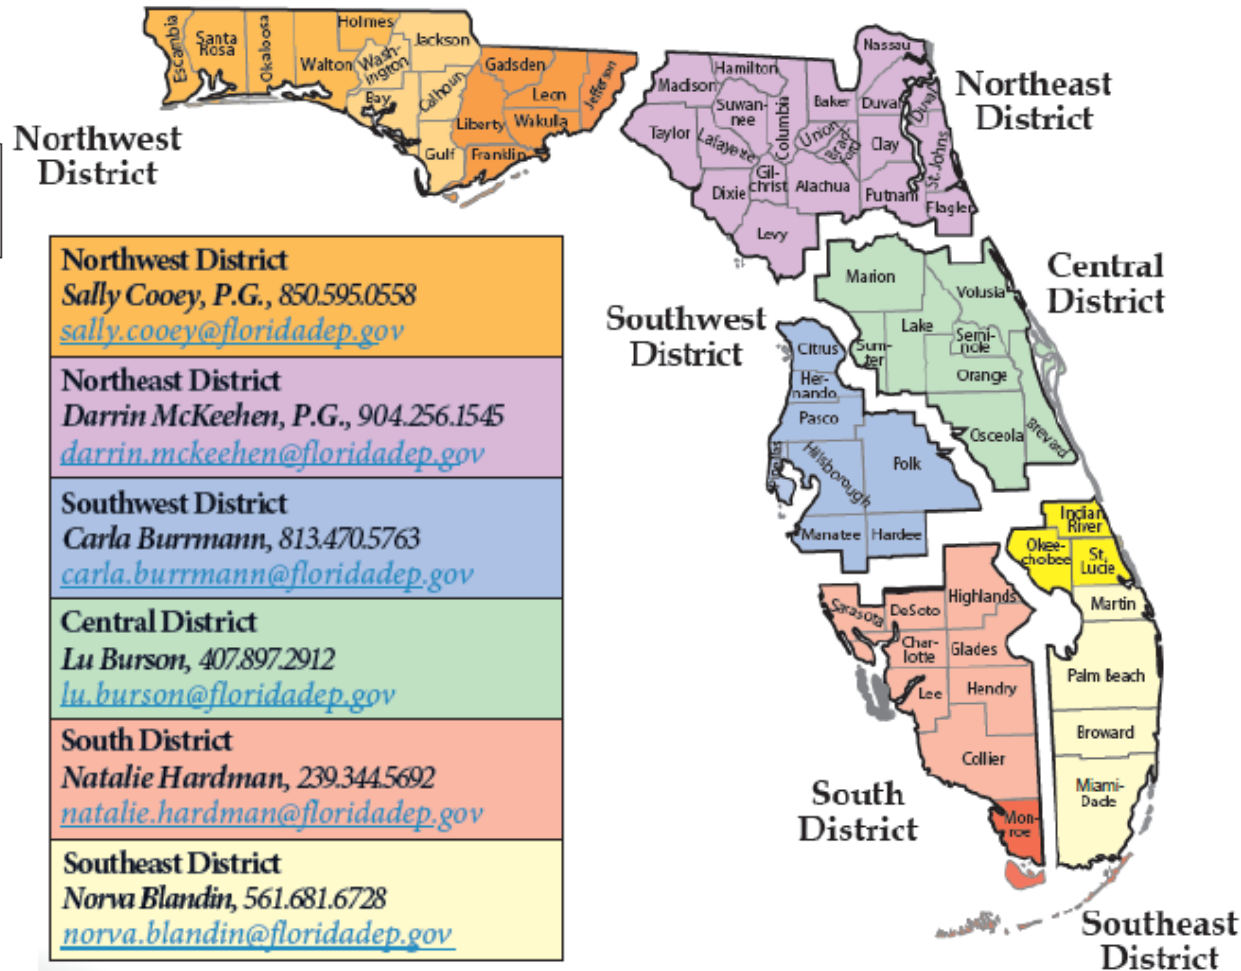 Northwest
District
Escambia
Santa
Rosa
Okaloosa
Walton
Holmes
Wash-
ington
Bay
Jackson
Calhoun
Gulf
Gadsden
Liberty
Franklin
Leon
Wakulla
Jefferson
Northeast
District
Madison
Hamilton
Taylor
Suwan-
nee
Lafayette
Columbia
Baker
Nassau
Duval
Duval
Union
Brad-
ford
Clay
St. Johns
Dixie
Gil-
christ
Alachua
Putnam
Flagler
Levy
Central
District
Marion
Volusia
Lake
Sum-
ter
Semi-
nole
Orange
Osceola
Brevard
Southwest
District
Citrus
Her-
nando
Pasco
Pinellas
Hillsborough
Polk
Manatee
Hardee
Indian
River
Okee-
chobee
St.
Lucie
Martin
Palm Beach
Broward
Miami-
Dade
Sarasota
DeSoto
Highlands
Char-
lotte
Glades
Lee
Hendry
Collier
Mon-
roe
South
District
Southeast
District
Northwest District
Sally Cooey, P.G., 850.595.0558
sally.cooey@floridadep.gov
Northeast District
Darrin McKeehen, P.G., 904.256.1545
darrin.mckeehen@floridadep.gov
Southwest District
Carla Burrmann, 813.470.5763
carla.burrmann@floridadep.gov
Central District
Lu Burson, 407.897.2912
lu.burson@floridadep.gov
South District
Natalie Hardman, 239.344.5692
natalie.hardman@floridadep.gov
Southeast District
Norva Blandin, 561.681.6728
norva.blandin@floridadep.gov